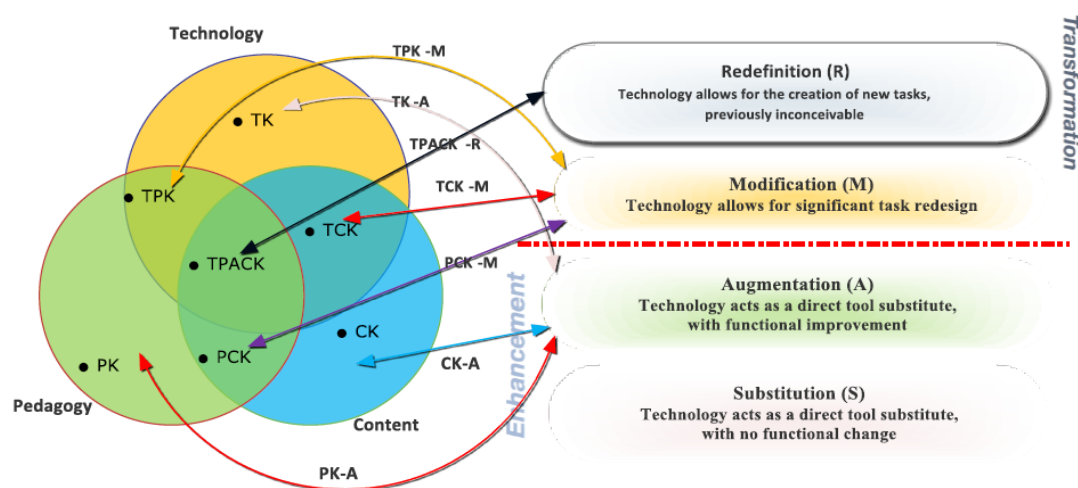 Technology
TPK -M
TK -A
TPACK -R
TCK -M
PCK -M
CK-A
PK-A
TK
TPK
TCK
TPACK
CK
PCK
PK
Pedagogy
Content
Enhancement
Transformation
Redefinition (R)
Technology allows for the creation of new tasks,
previously inconceivable
Modification (M)
Technology allows for significant task redesign
Augmentation (A)
Technology acts as a direct tool substitute,
with functional improvement
Substitution (S)
Technology acts as a direct tool substitute,
with no functional change